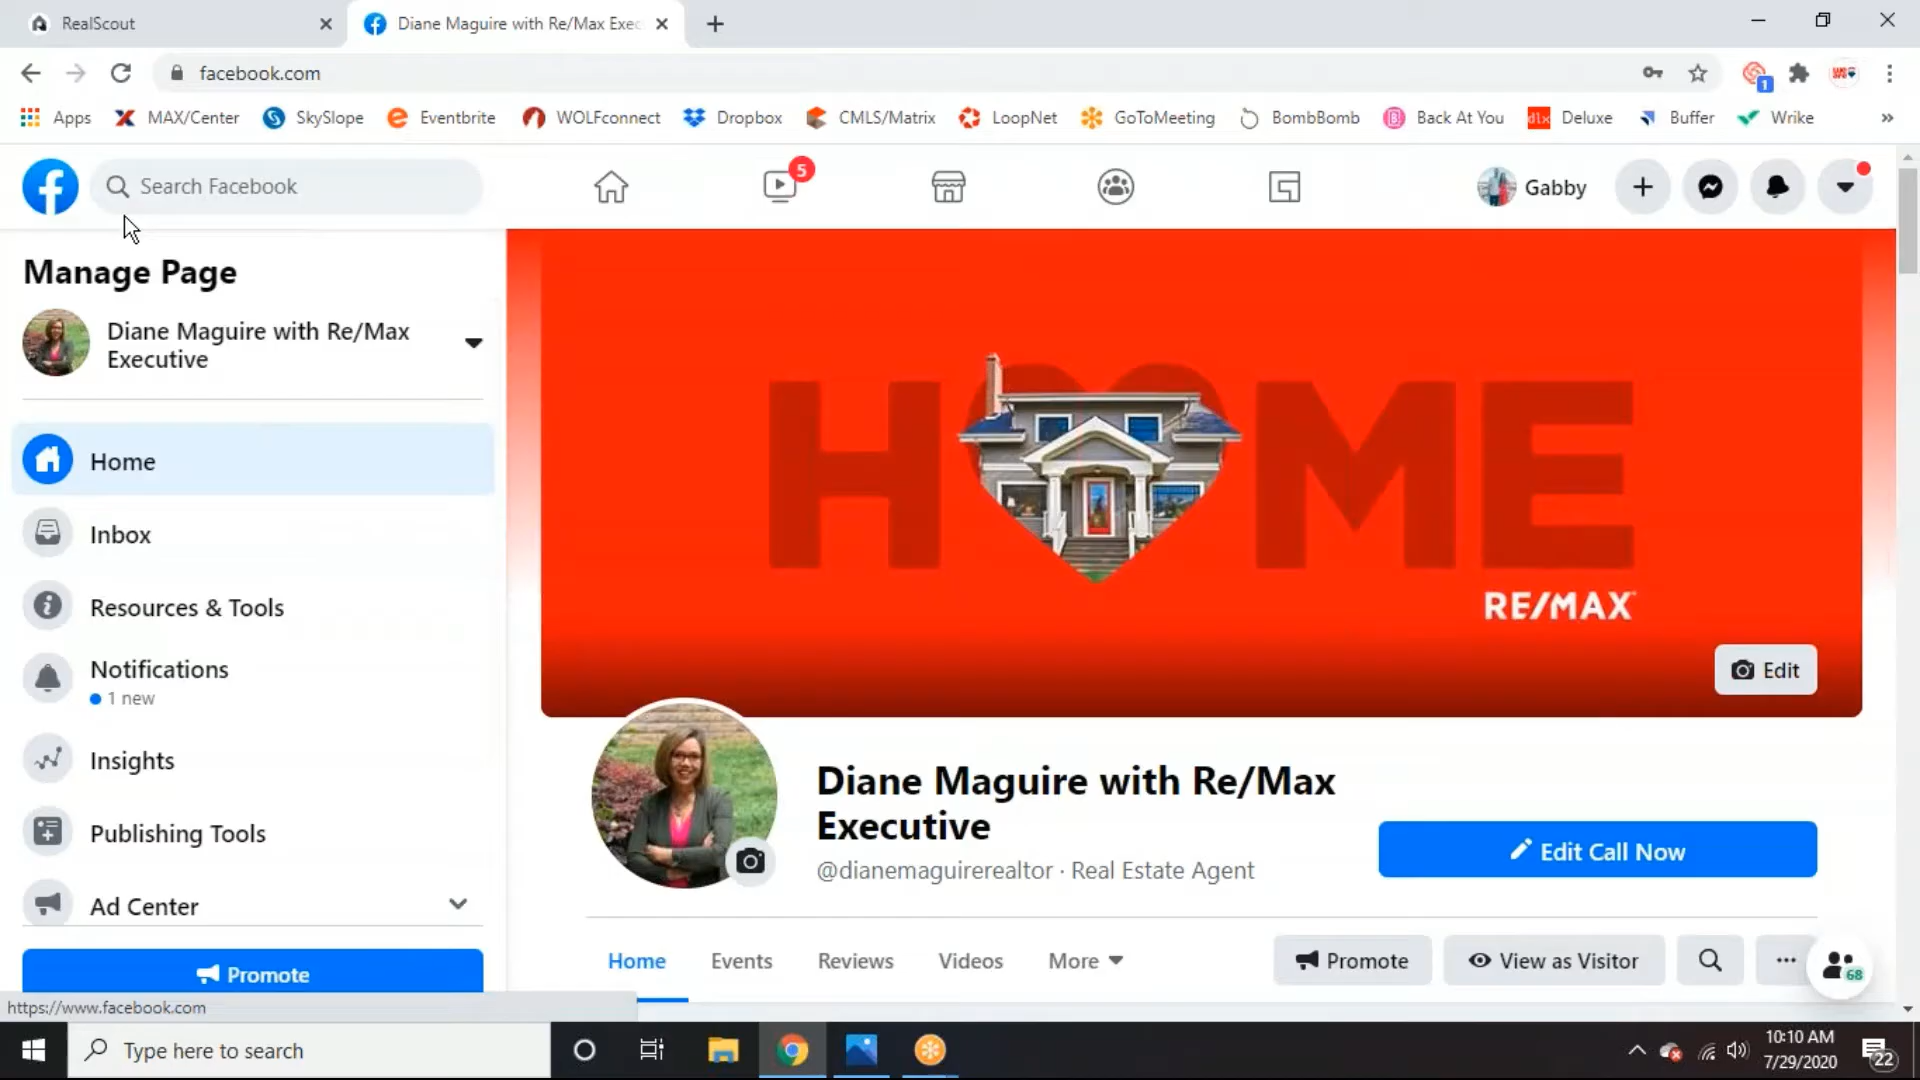 RealScout
Diane Maguire with Re/Max Exec
facebook.com
1
Apps MAX/Center SkySlope Eventbrite WOLFconnect Dropbox CMLS/Matrix LoopNet GoToMeeting BombBomb Back At You dlx Deluxe Buffer Wrike »
Search Facebook
5
Gabby
Manage Page
Diane Maguire with Re/Max
Executive
Home
Inbox
Resources & Tools
Notifications
1 new
Insights
Publishing Tools
Ad Center
Promote
HOME
RE/MAX
Edit
Diane Maguire with Re/Max
Executive
@dianemaguirerealtor · Real Estate Agent
Edit Call Now
Home Events Reviews Videos More
Promote View as Visitor
68
https://www.facebook.com
Type here to search
10:10 AM
7/29/2020
22